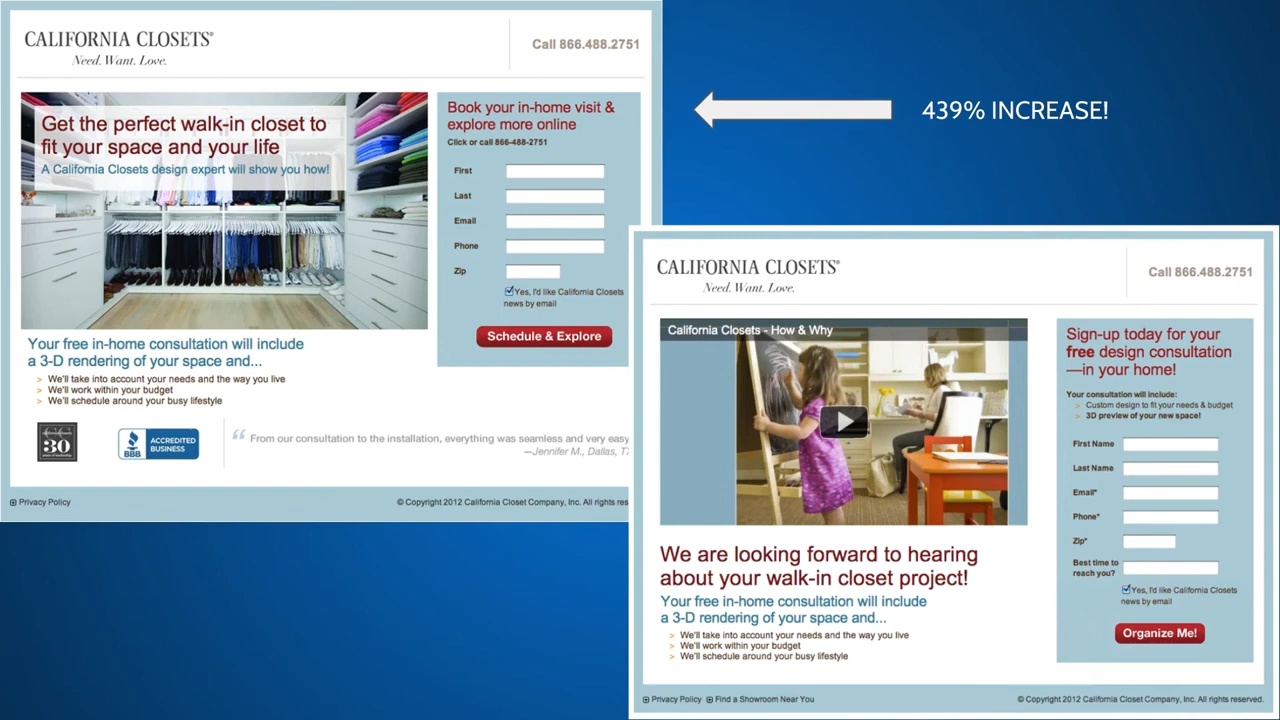 CALIFORNIA CLOSETS®
Need. Want. Love.
Call 866.488.2751
Get the perfect walk-in closet to
fit your space and your life
A California Closets design expert will show you how!
Book your in-home visit &
explore more online
Click or call 866-488-2751
First
Last
Email
Phone
Zip
Yes, I'd like California Closets
news by email
Schedule & Explore
Your free in-home consultation will include
a 3-D rendering of your space and...
> We'll take into account your needs and the way you live
> We'll work within your budget
> We'll schedule around your busy lifestyle
30
BBB
ACCREDITED
BUSINESS
“ From our consultation to the installation, everything was seamless and very easy
—Jennifer M., Dallas, T
Privacy Policy
© Copyright 2012 California Closet Company, Inc. All rights res
439% INCREASE!
CALIFORNIA CLOSETS®
Need. Want. Love.
Call 866.488.2751
California Closets - How & Why
We are looking forward to hearing
about your walk-in closet project!
Your free in-home consultation will include
a 3-D rendering of your space and...
> We'll take into account your needs and the way you live
> We'll work within your budget
> We'll schedule around your busy lifestyle
Sign-up today for your
free design consultation
—in your home!
Your consultation will include:
> Custom design to fit your needs & budget
> 3D preview of your new space!
First Name
Last Name
Email*
Phone*
Zip*
Best time to
reach you?
Yes, I'd like California Closets
news by email
Organize Me!
Privacy Policy Find a Showroom Near You
© Copyright 2012 California Closet Company, Inc. All rights reserved.